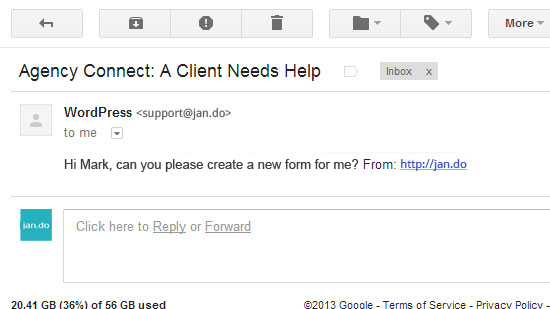 More
Agency Connect: A Client Needs Help
Inbox x
WordPress <support@jan.do>
to me
Hi Mark, can you please create a new form for me? From: http://jan.do
jan.do
Click here to Reply or Forward
20.41 GB (36%) of 56 GB used
©2013 Google - Terms of Service - Privacy Policy -